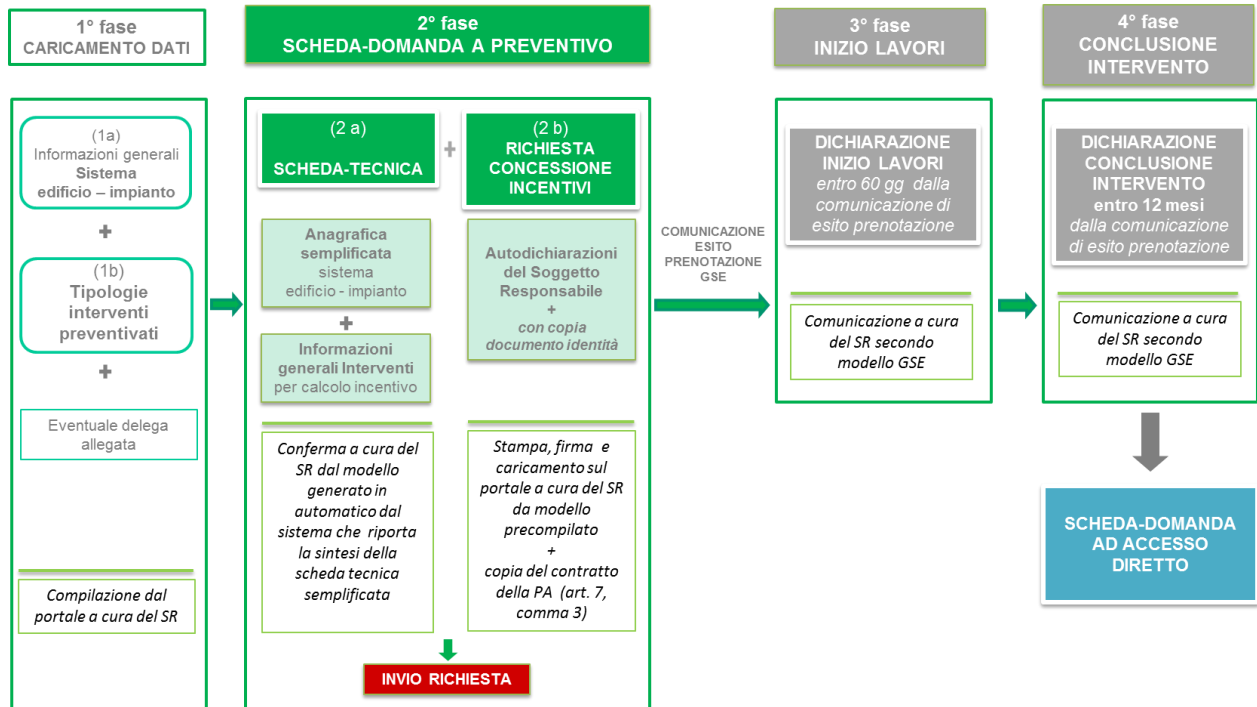 1° fase
CARICAMENTO DATI
(1a)
Informazioni generali
Sistema
edificio – impianto
+
(1b)
Tipologie
interventi
preventivati
+
Eventuale delega
allegata
Compilazione dal
portale a cura del SR
2° fase
SCHEDA-DOMANDA A PREVENTIVO
(2 a)
SCHEDA-TECNICA
+
(2 b)
RICHIESTA
CONCESSIONE
INCENTIVI
Anagrafica
semplificata
sistema
edificio - impianto
+
Informazioni
generali Interventi
per calcolo incentivo
Autodichiarazioni
del Soggetto
Responsabile
+
con copia
documento identità
Conferma a cura del
SR dal modello
generato in
automatico dal
sistema che riporta
la sintesi della
scheda tecnica
semplificata
Stampa, firma e
caricamento sul
portale a cura del SR
da modello
precompilato
+
copia del contratto
della PA (art. 7,
comma 3)
INVIO RICHIESTA
COMUNICAZIONE
ESITO
PRENOTAZIONE
GSE
3° fase
INIZIO LAVORI
DICHIARAZIONE
INIZIO LAVORI
entro 60 gg dalla
comunicazione di
esito prenotazione
Comunicazione a cura
del SR secondo
modello GSE
4° fase
CONCLUSIONE
INTERVENTO
DICHIARAZIONE
CONCLUSIONE
INTERVENTO
entro 12 mesi
dalla comunicazione
di esito prenotazione
Comunicazione a cura
del SR secondo
modello GSE
SCHEDA-DOMANDA
AD ACCESSO
DIRETTO